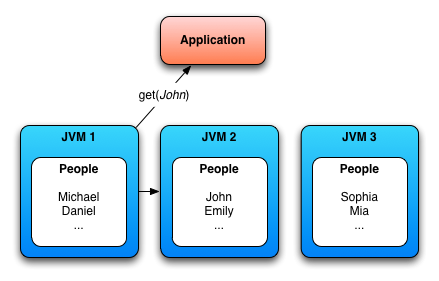 Application
get(John)
JVM 1
People
Michael
Daniel
...
JVM 2
People
John
Emily
...
JVM 3
People
Sophia
Mia
...